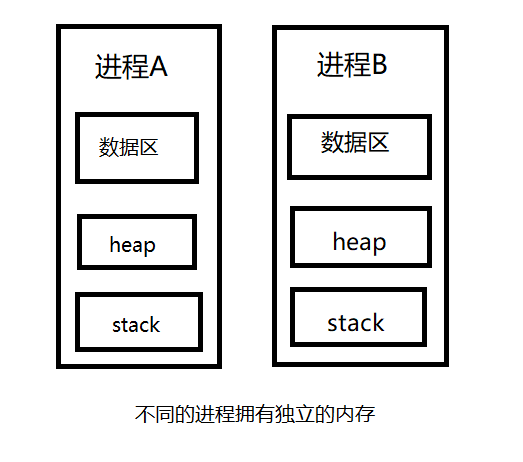 进程A
数据区
heap
stack
进程B
数据区
heap
stack
不同的进程拥有独立的内存